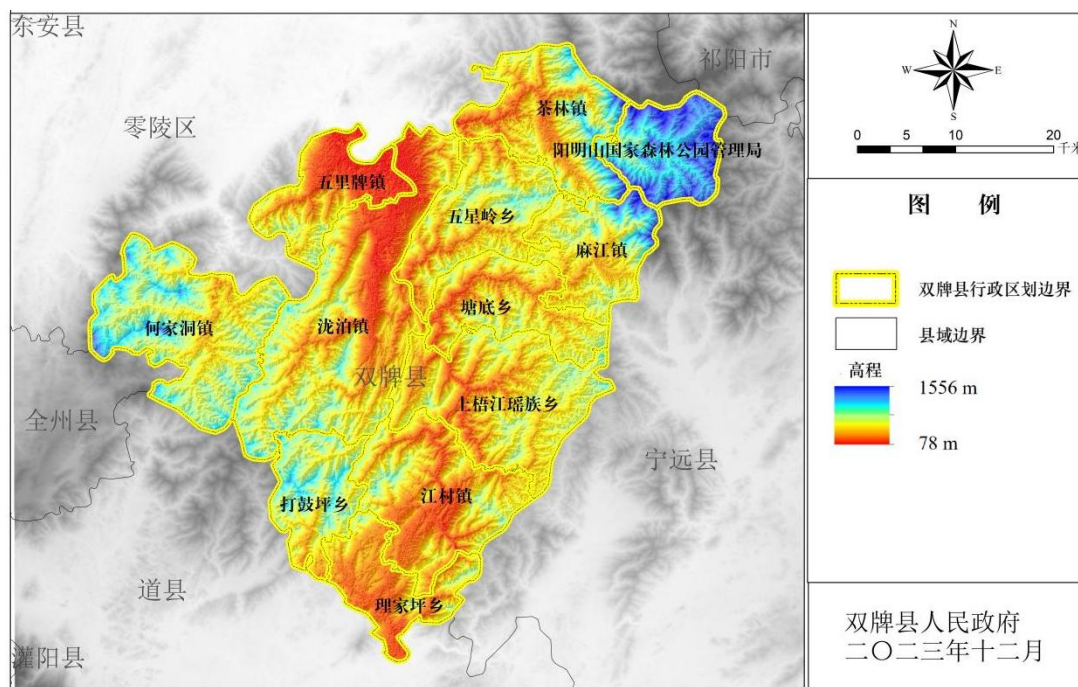 东安县
祁阳市
零陵区
茶林镇
阳明山国家森林公园管理局
五里牌镇
五星岭乡
麻江镇
塘底乡
何家洞镇
泷泊镇
双牌县
上梧江瑶族乡
全州县
宁远县
打鼓坪乡
江村镇
道县
理家坪乡
灌阳县
N
W
E
S
0 5 10 20
千米
图 例
双牌县行政区划边界
县域边界
高程
1556 m
78 m
双牌县人民政府
二〇二三年十二月